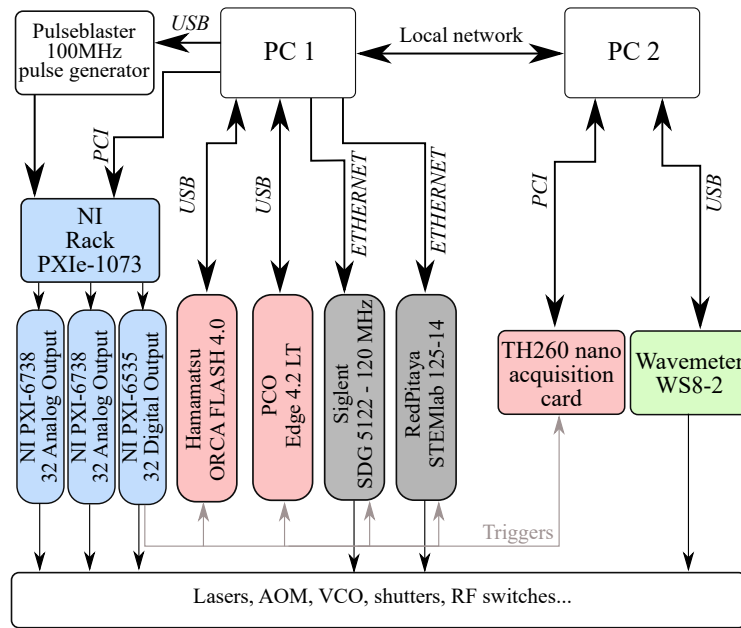 Pulseblaster
100MHz
pulse generator
USB
PC 1
Local network
PC 2
PCI
USB
USB
ETHERNET
ETHERNET
PCI
USB
NI
Rack
PXIe-1073
NI PXI-6738
32 Analog Output
NI PXI-6738
32 Analog Output
NI PXI-6535
32 Digital Output
Hamamatsu
ORCA FLASH 4.0
PCO
Edge 4.2 LT
Siglent
SDG 5122 - 120 MHz
RedPitaya
STEMlab 125-14
TH260 nano
acquisition
card
Wavemeter
WS8-2
Triggers
Lasers, AOM, VCO, shutters, RF switches...